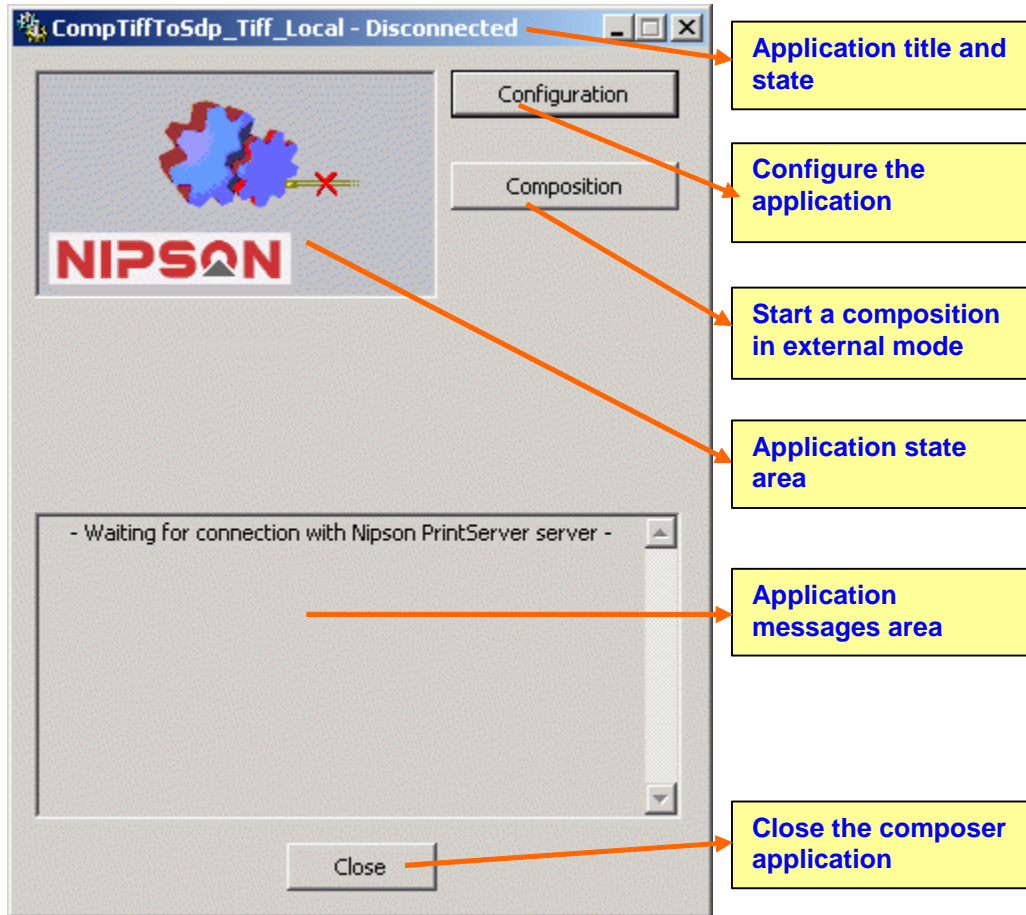 CompTiffToSdp_Tiff_Local - Disconnected
Application title and
state
Configuration
Configure the
application
Composition
NIPSON
Start a composition
in external mode
Application state
area
- Waiting for connection with Nipson PrintServer server -
Application
messages area
Close the composer
application
Close